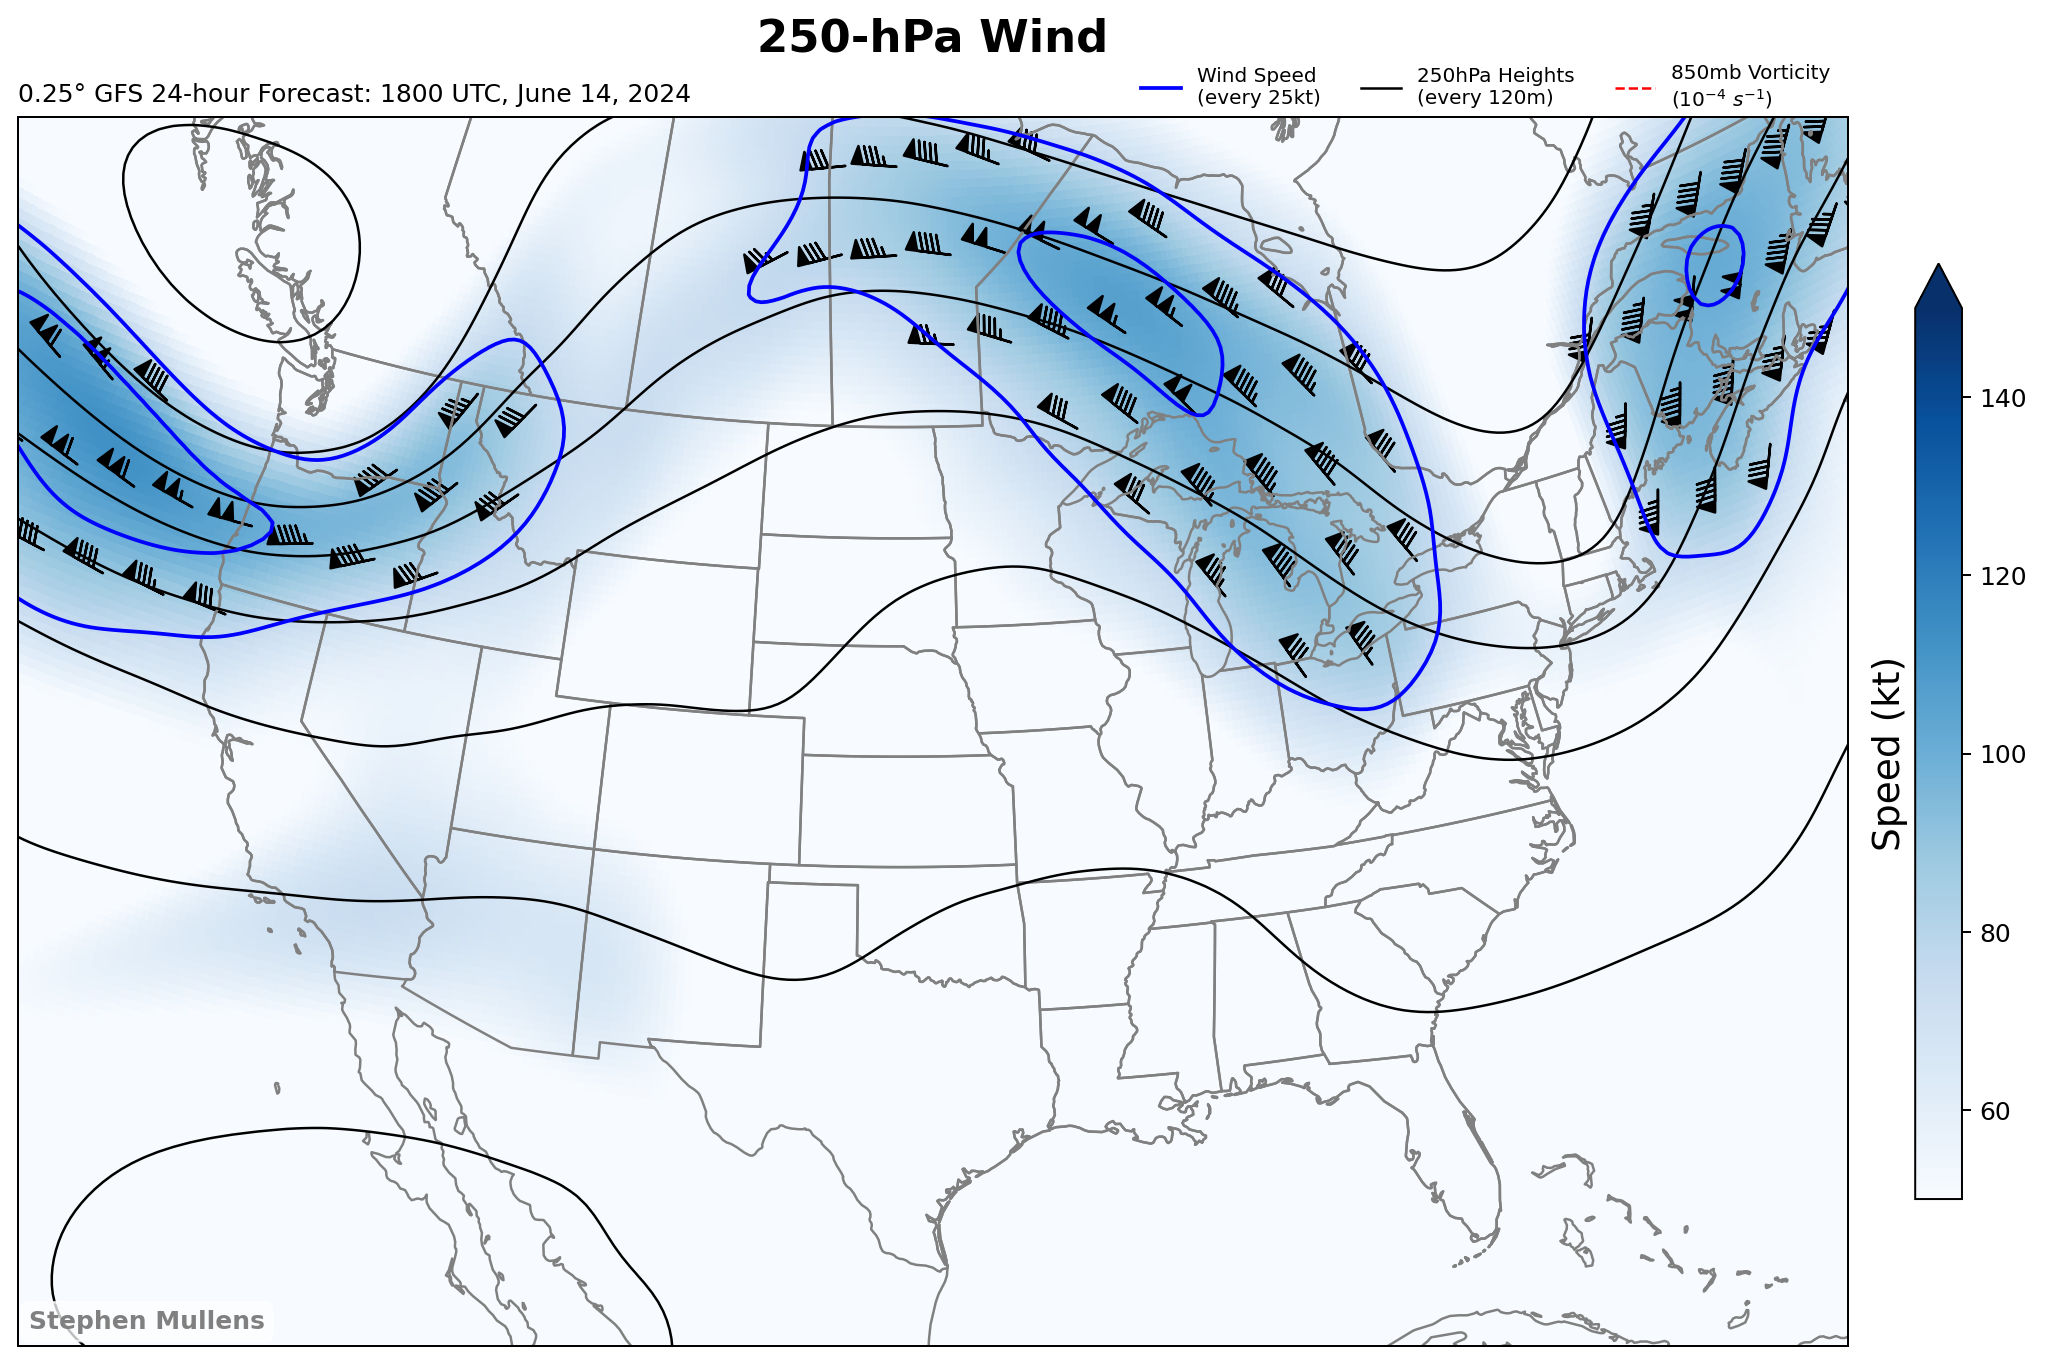 250-hPa Wind
0.25° GFS 24-hour Forecast: 1800 UTC, June 14, 2024
Wind Speed
(every 25kt)
250hPa Heights
(every 120m)
850mb Vorticity
(10⁻⁴ s⁻¹)
140
120
100
80
60
Speed (kt)
Stephen Mullens